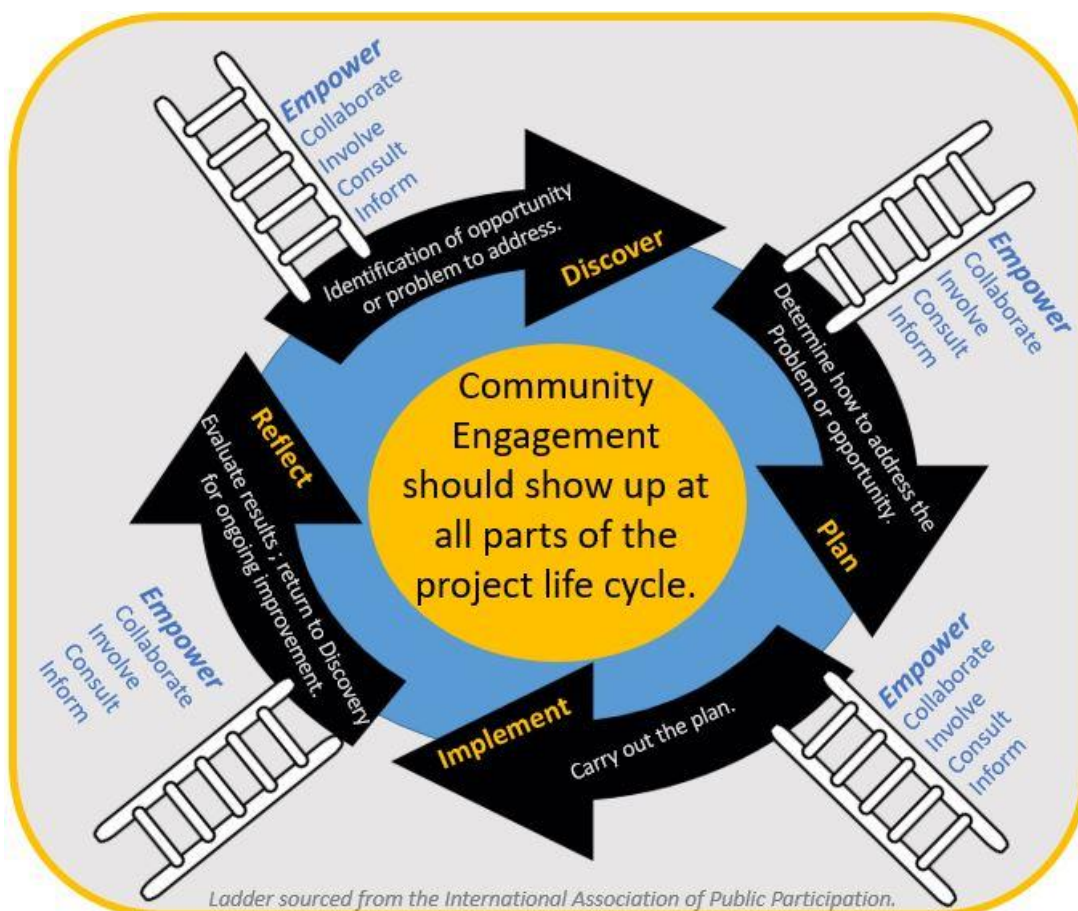 Empower
Collaborate
Involve
Consult
Inform
Identification of opportunity
or problem to address.
Discover
Empower
Collaborate
Involve
Consult
Inform
Determine how to address the
Problem or opportunity.
Plan
Empower
Collaborate
Involve
Consult
Inform
Carry out the plan.
Implement
Empower
Collaborate
Involve
Consult
Inform
Evaluate results ; return to Discovery
for ongoing improvement.
Reflect
Community
Engagement
should show up at
all parts of the
project life cycle.
Ladder sourced from the International Association of Public Participation.